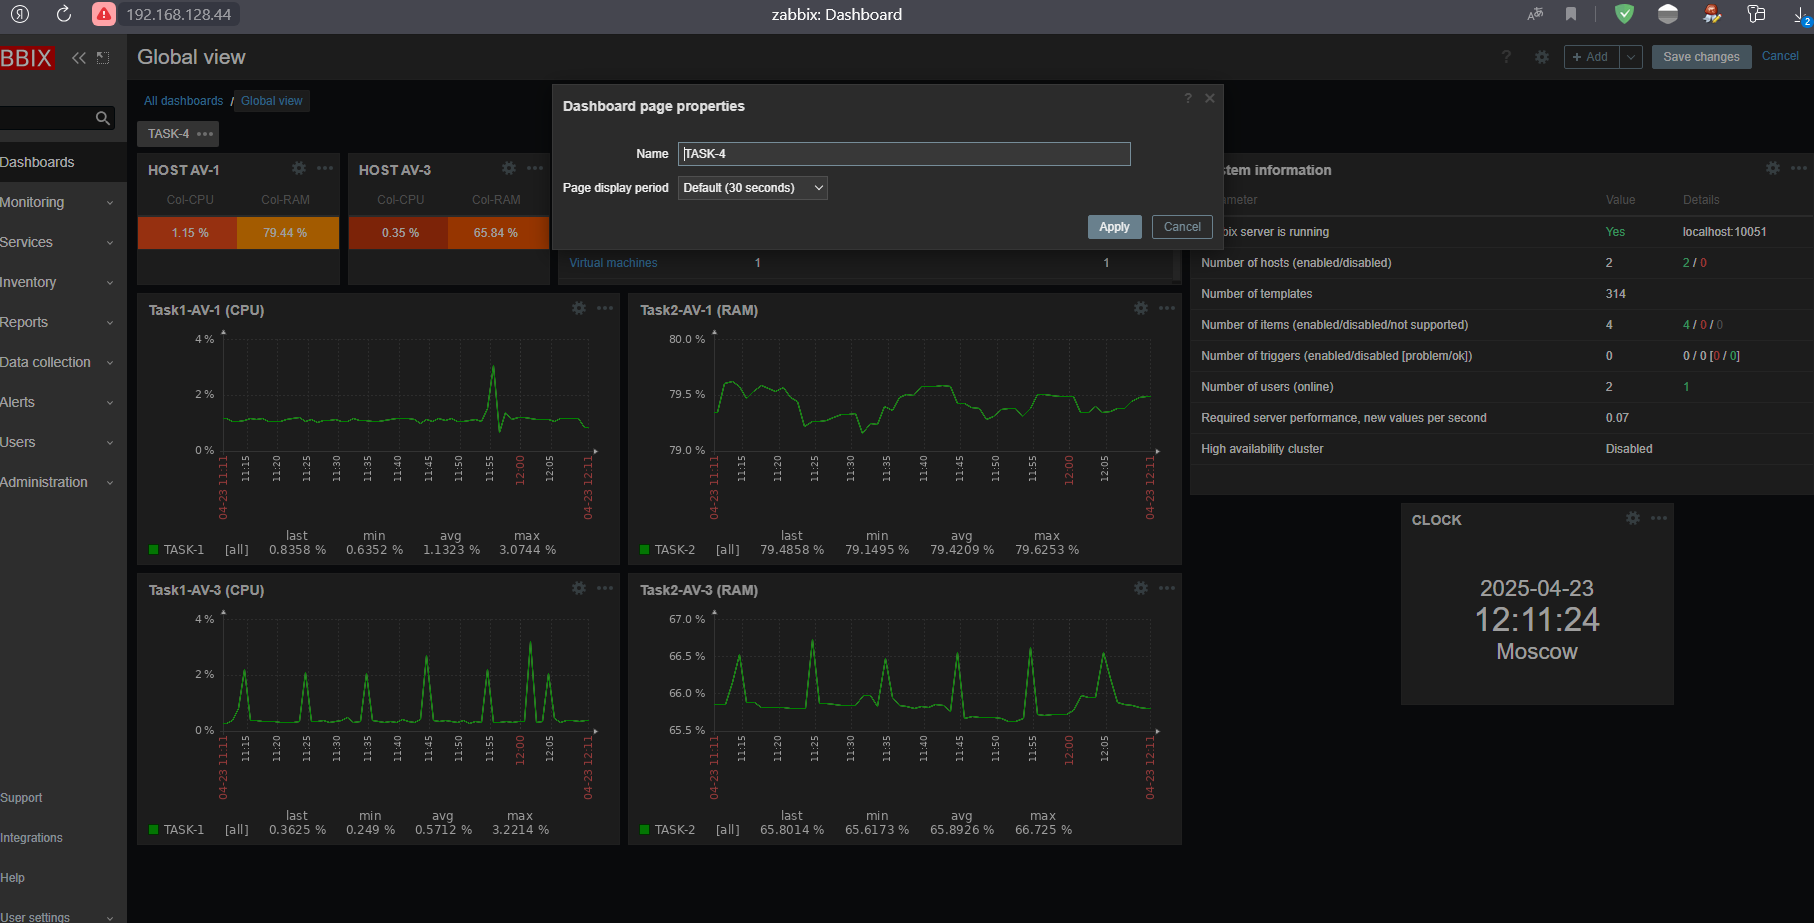 192.168.128.44
zabbix: Dashboard
2
BBIX
Global view
?
+ Add
Save changes
Cancel
All dashboards / Global view
TASK-4
Dashboards
Monitoring
Services
Inventory
Reports
Data collection
Alerts
Users
Administration
Support
Integrations
Help
User settings
Dashboard page properties
?
Name
TASK-4
Page display period
Default (30 seconds)
Apply
Cancel
HOST AV-1
Col-CPU Col-RAM
1.15 % 79.44 %
HOST AV-3
Col-CPU Col-RAM
0.35 % 65.84 %
Virtual machines 1 1
Task1-AV-1 (CPU)
4 %
2 %
0 %
04-23 11:11 11:15 11:20 11:25 11:30 11:35 11:40 11:45 11:50 11:55 12:00 12:05 04-23 12:11
last min avg max
TASK-1 [all] 0.8358 % 0.6352 % 1.1323 % 3.0744 %
Task2-AV-1 (RAM)
80.0 %
79.5 %
79.0 %
04-23 11:11 11:15 11:20 11:25 11:30 11:35 11:40 11:45 11:50 11:55 12:00 12:05 04-23 12:11
last min avg max
TASK-2 [all] 79.4858 % 79.1495 % 79.4209 % 79.6253 %
Task1-AV-3 (CPU)
4 %
2 %
0 %
04-23 11:11 11:15 11:20 11:25 11:30 11:35 11:40 11:45 11:50 11:55 12:00 12:05 04-23 12:11
last min avg max
TASK-1 [all] 0.3625 % 0.249 % 0.5712 % 3.2214 %
Task2-AV-3 (RAM)
67.0 %
66.5 %
66.0 %
65.5 %
04-23 11:11 11:15 11:20 11:25 11:30 11:35 11:40 11:45 11:50 11:55 12:00 12:05 04-23 12:11
last min avg max
TASK-2 [all] 65.8014 % 65.6173 % 65.8926 % 66.725 %
tem information
meter Value Details
bix server is running Yes localhost:10051
Number of hosts (enabled/disabled) 2 2 / 0
Number of templates 314
Number of items (enabled/disabled/not supported) 4 4 / 0 / 0
Number of triggers (enabled/disabled [problem/ok]) 0 0 / 0 [0 / 0]
Number of users (online) 2 1
Required server performance, new values per second 0.07
High availability cluster Disabled
CLOCK
2025-04-23
12:11:24
Moscow